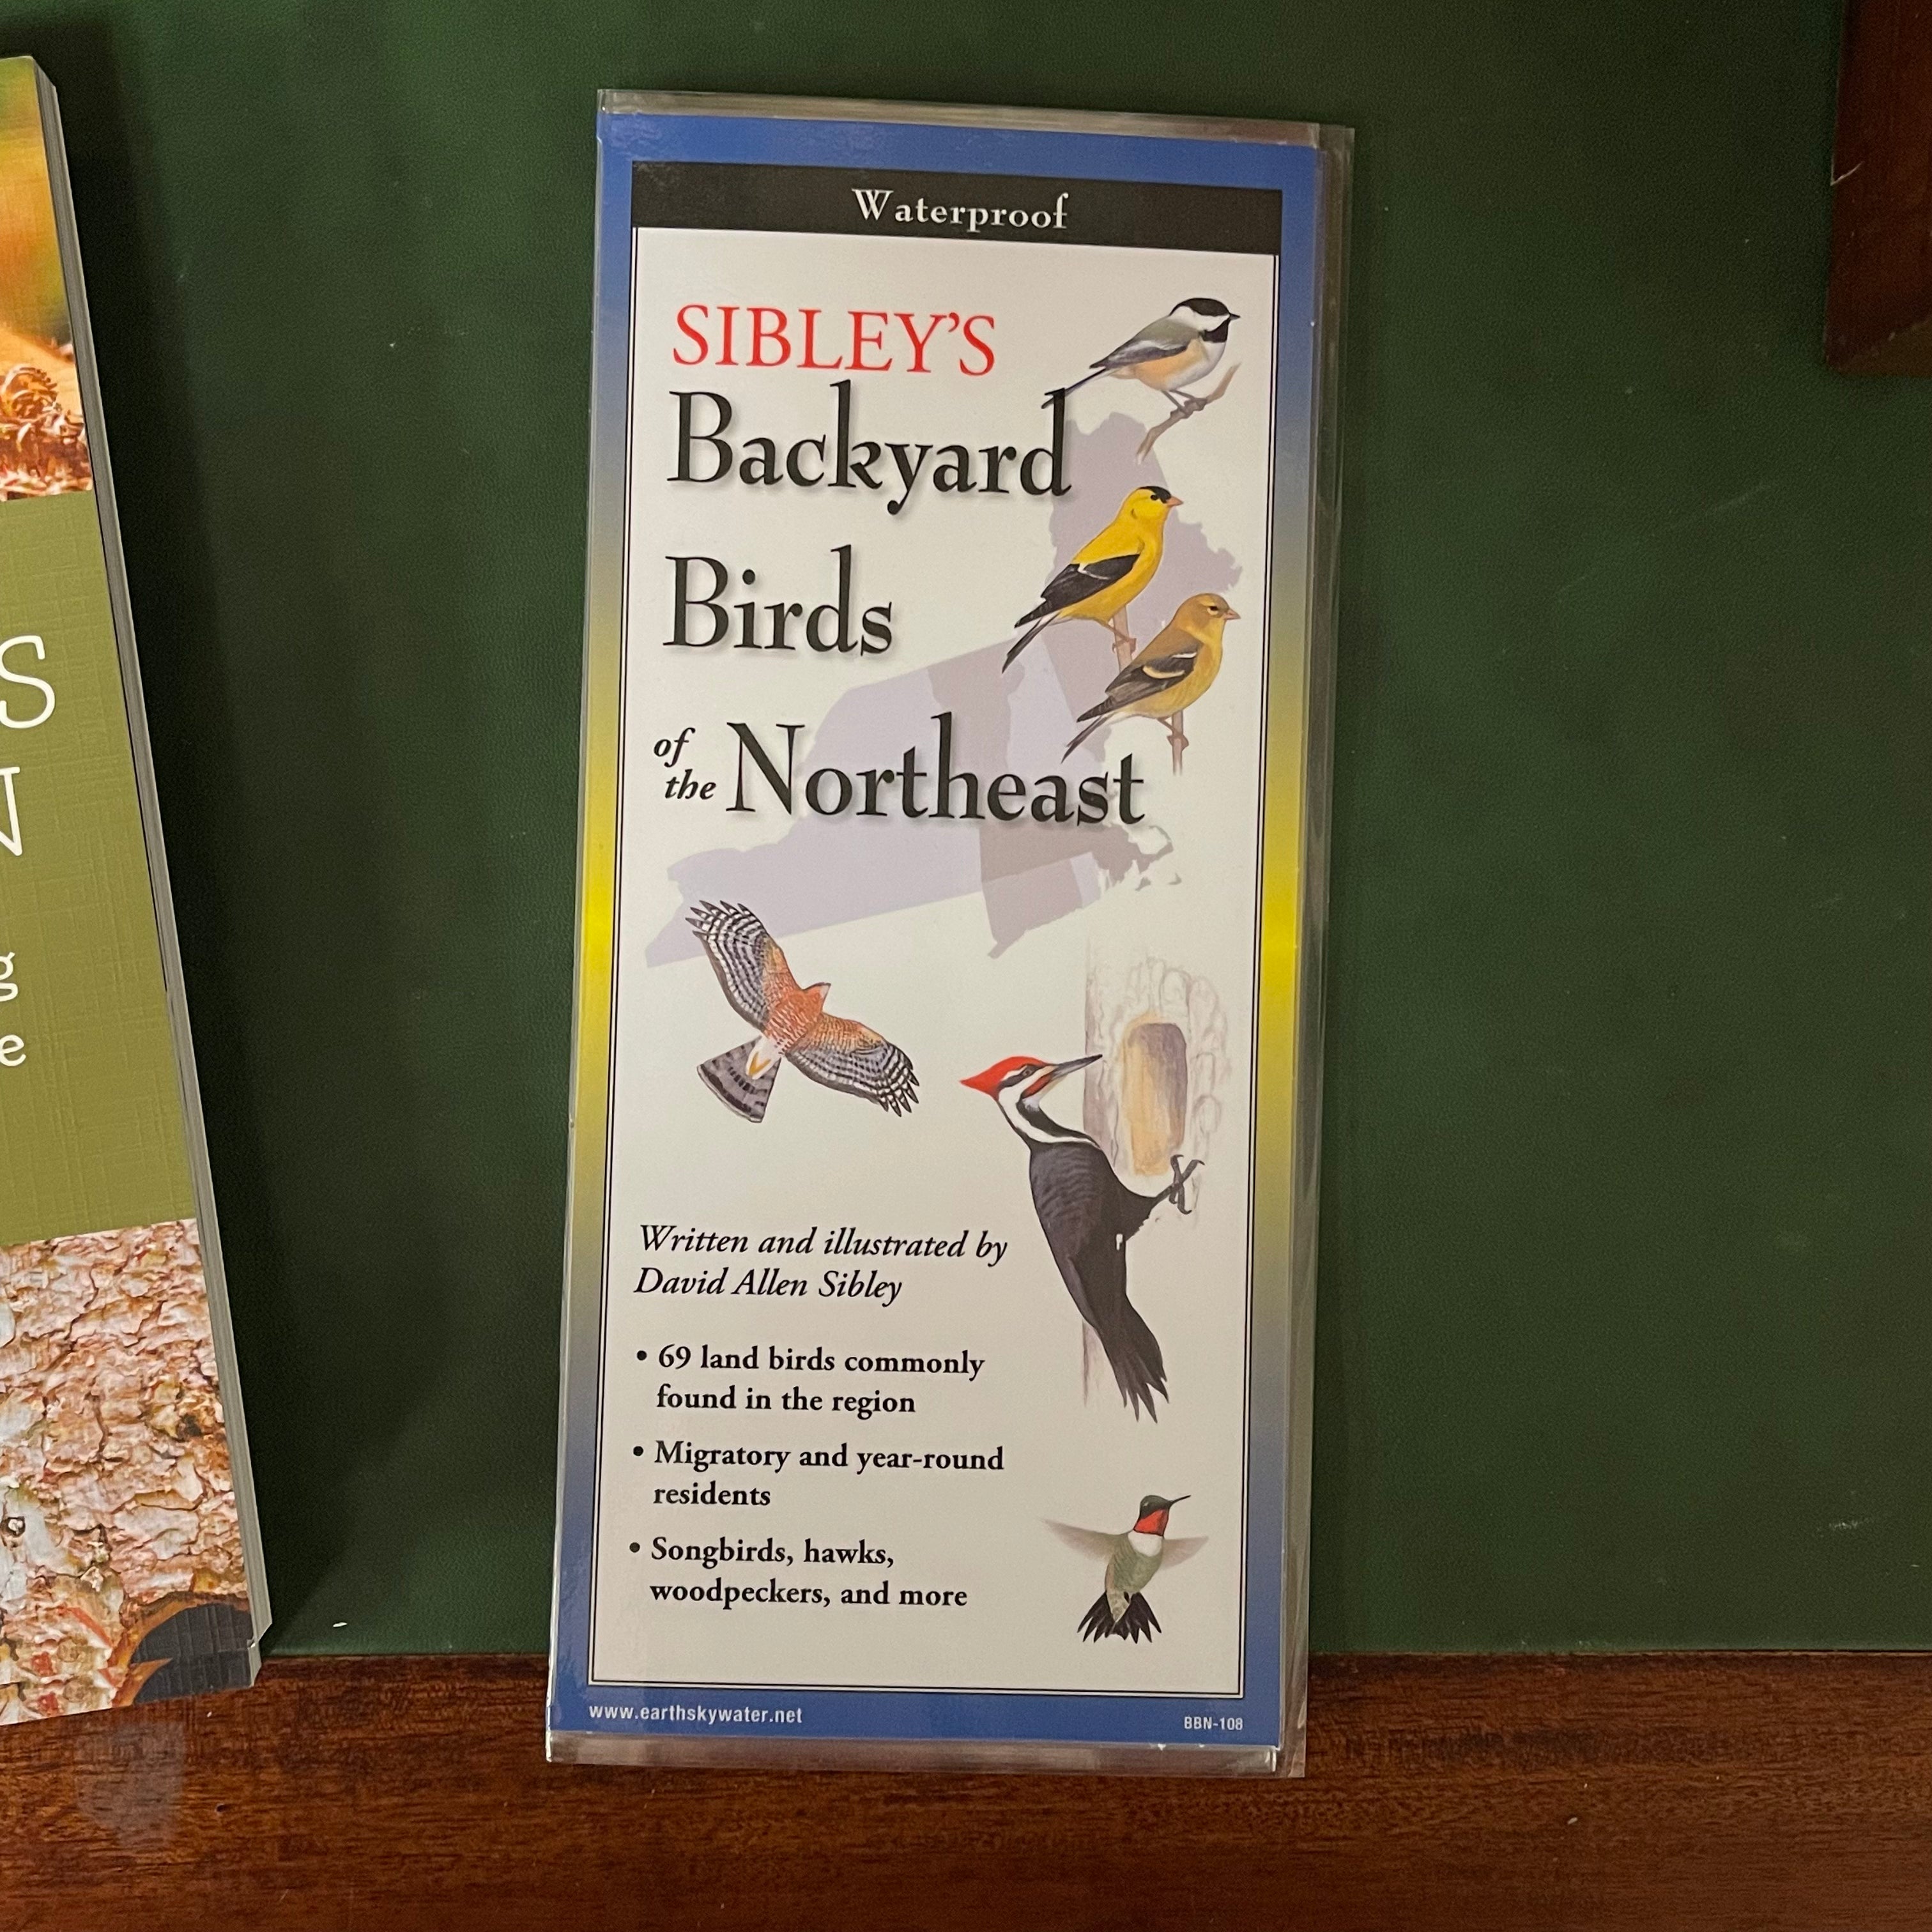 Waterproof
SIBLEY'S
Backyard
Birds
of
the Northeast
Written and illustrated by
David Allen Sibley
• 69 land birds commonly
found in the region
• Migratory and year-round
residents
• Songbirds, hawks,
woodpeckers, and more
www.earthskywater.net
BBN-108